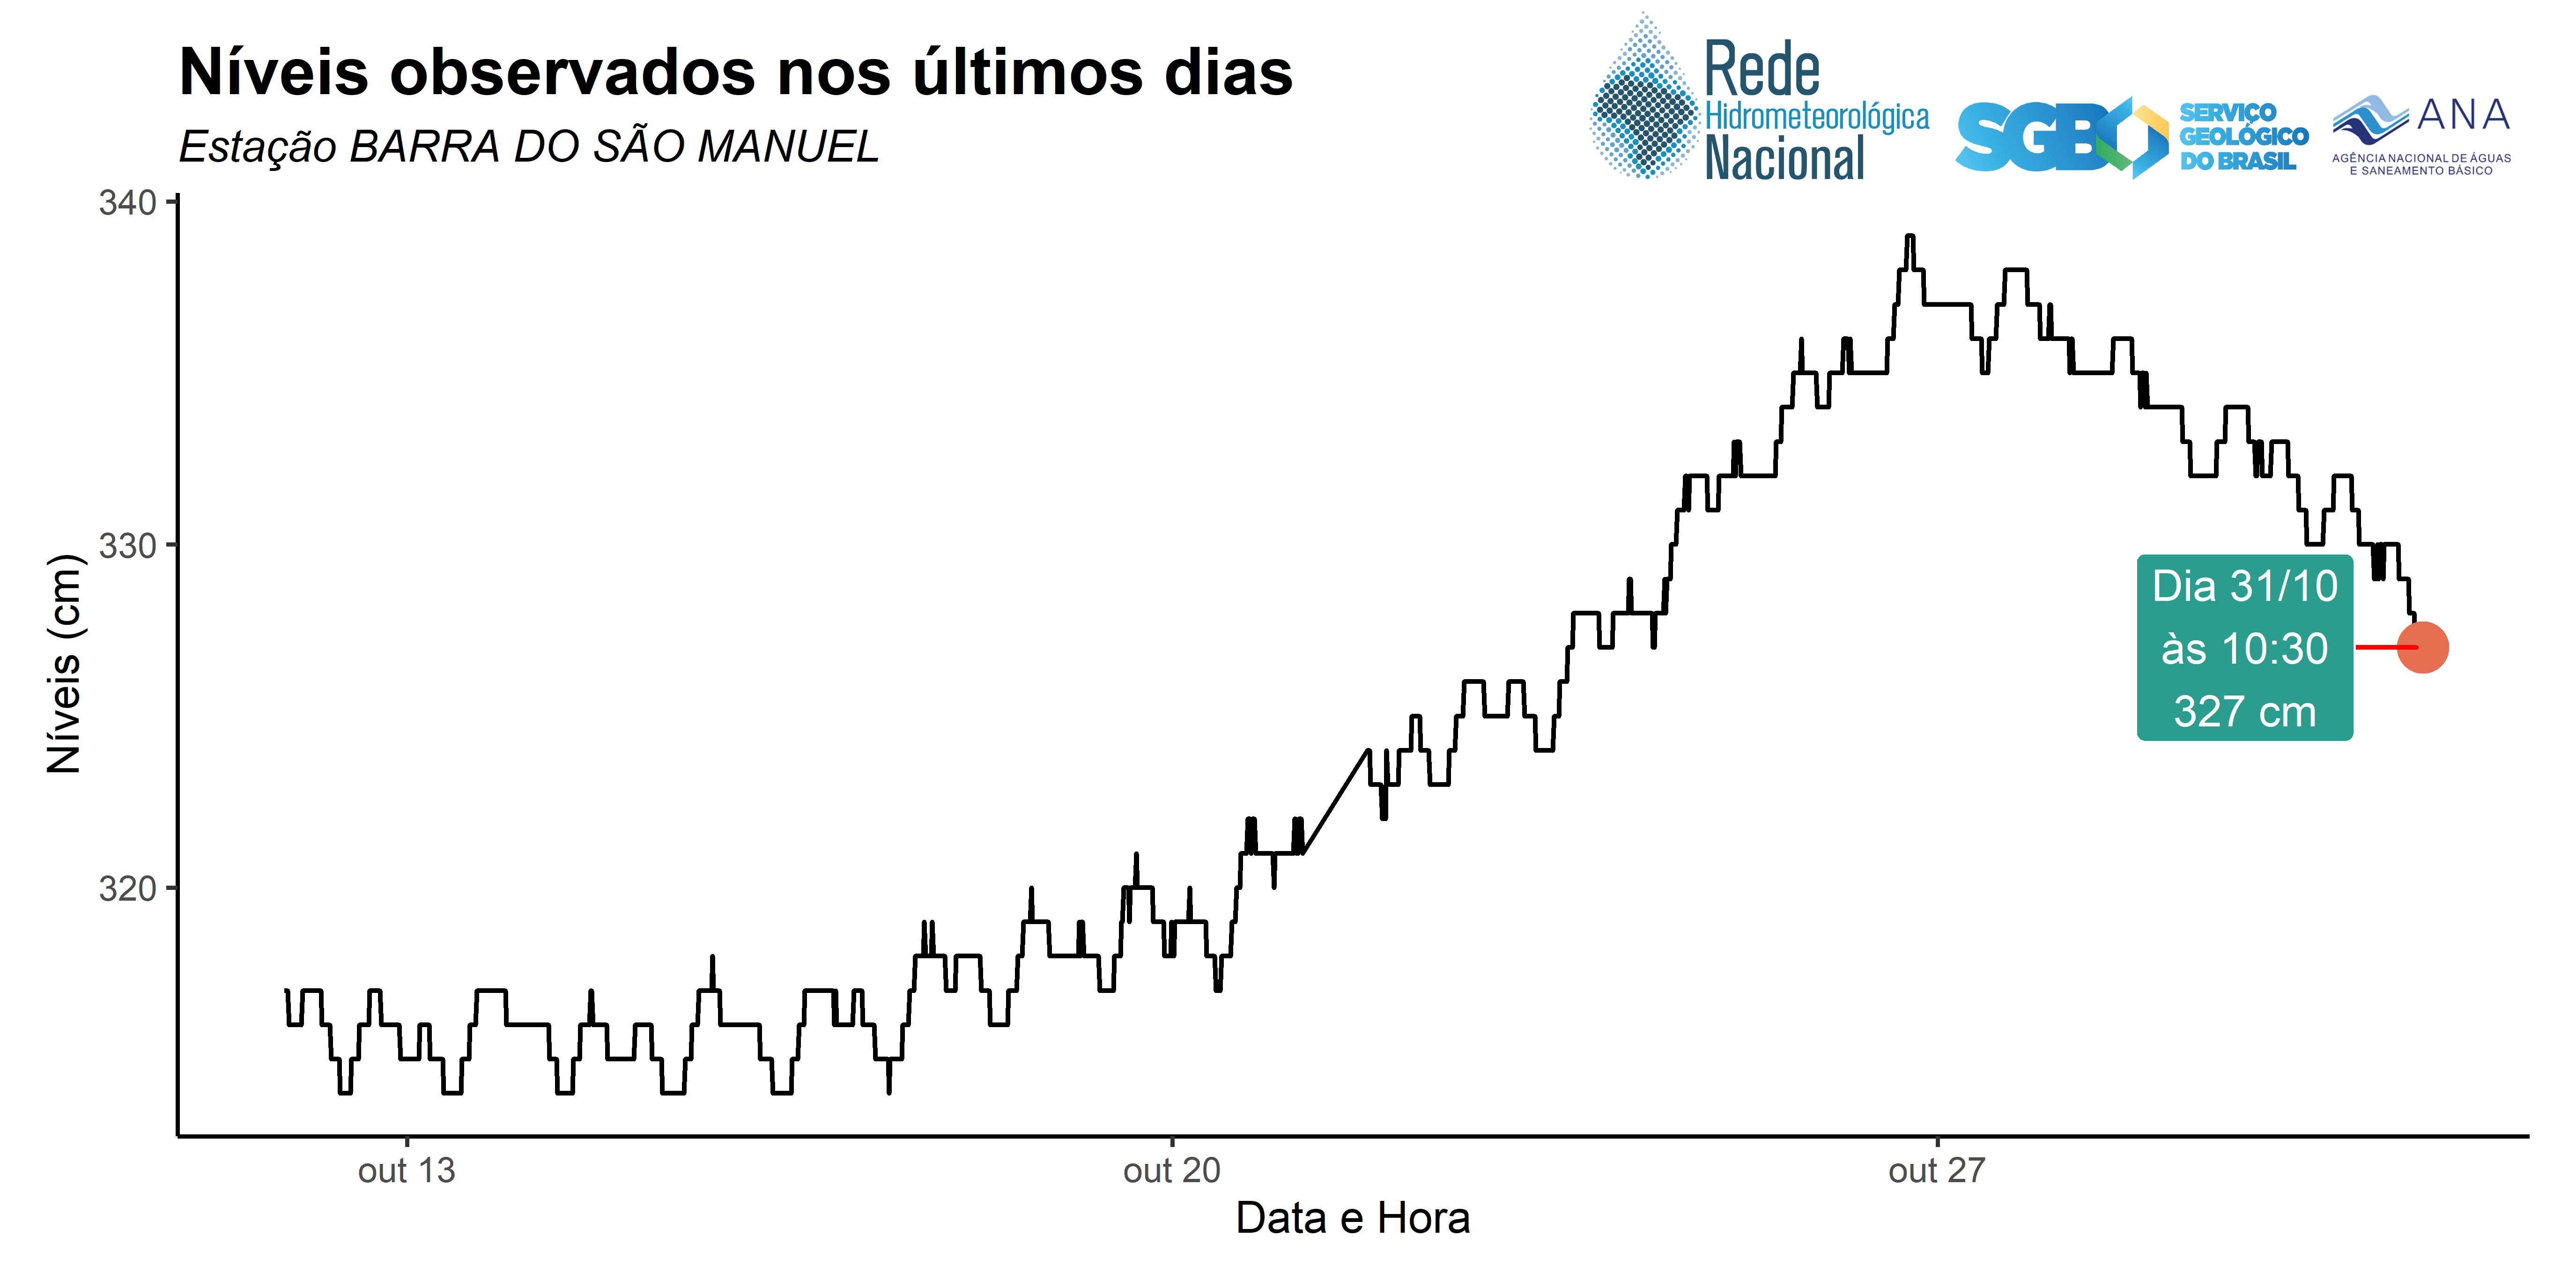 Níveis observados nos últimos dias
Estação BARRA DO SÃO MANUEL
Rede
Hidrometeorológica
Nacional
SGB
SERVIÇO
GEOLÓGICO
DO BRASIL
ANA
AGÊNCIA NACIONAL DE ÁGUAS
E SANEAMENTO BÁSICO
Níveis (cm)
340
330
320
Dia 31/10
às 10:30
327 cm
out 13
out 20
out 27
Data e Hora